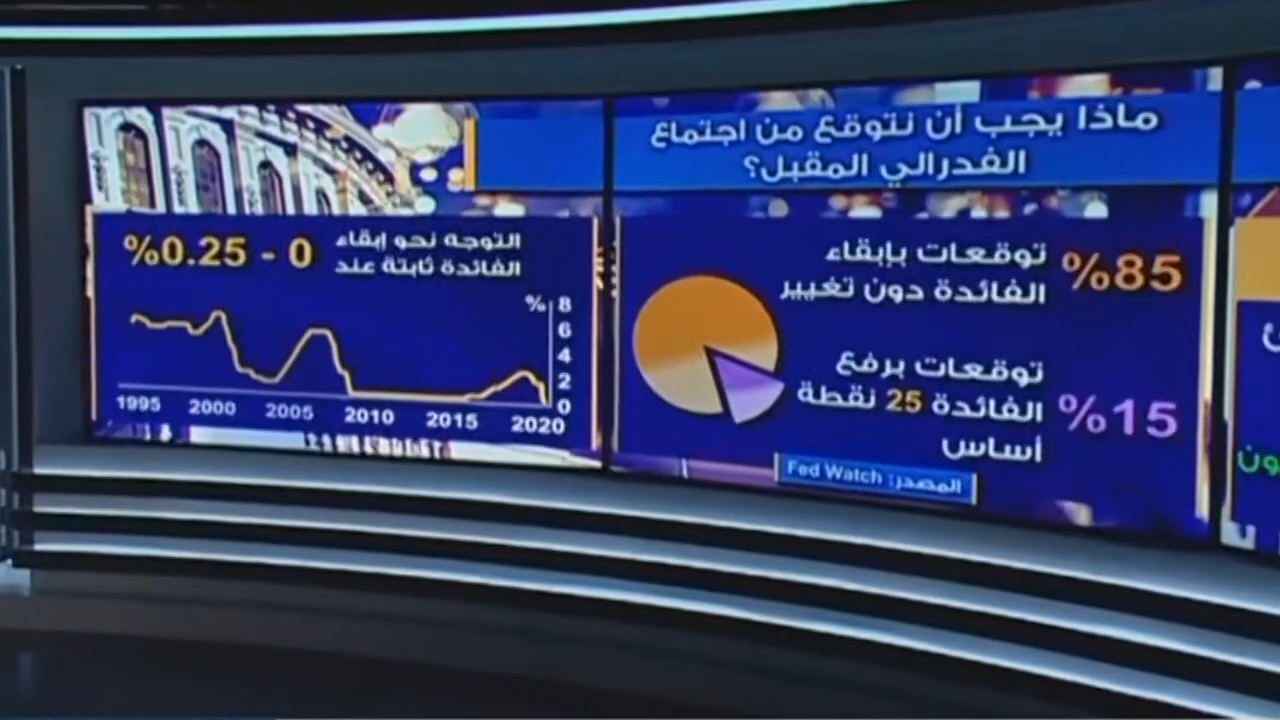 ماذا يجب أن نتوقع من اجتماع
الفدرالي المقبل؟
%85
توقعات بإبقاء
الفائدة دون تغيير
%15
توقعات برفع
الفائدة 25 نقطة
أساس
المصدر: Fed Watch
التوجه نحو إبقاء
الفائدة ثابتة عند
%0.25 - 0
% 8
6
4
2
0
1995 2000 2005 2010 2015 2020